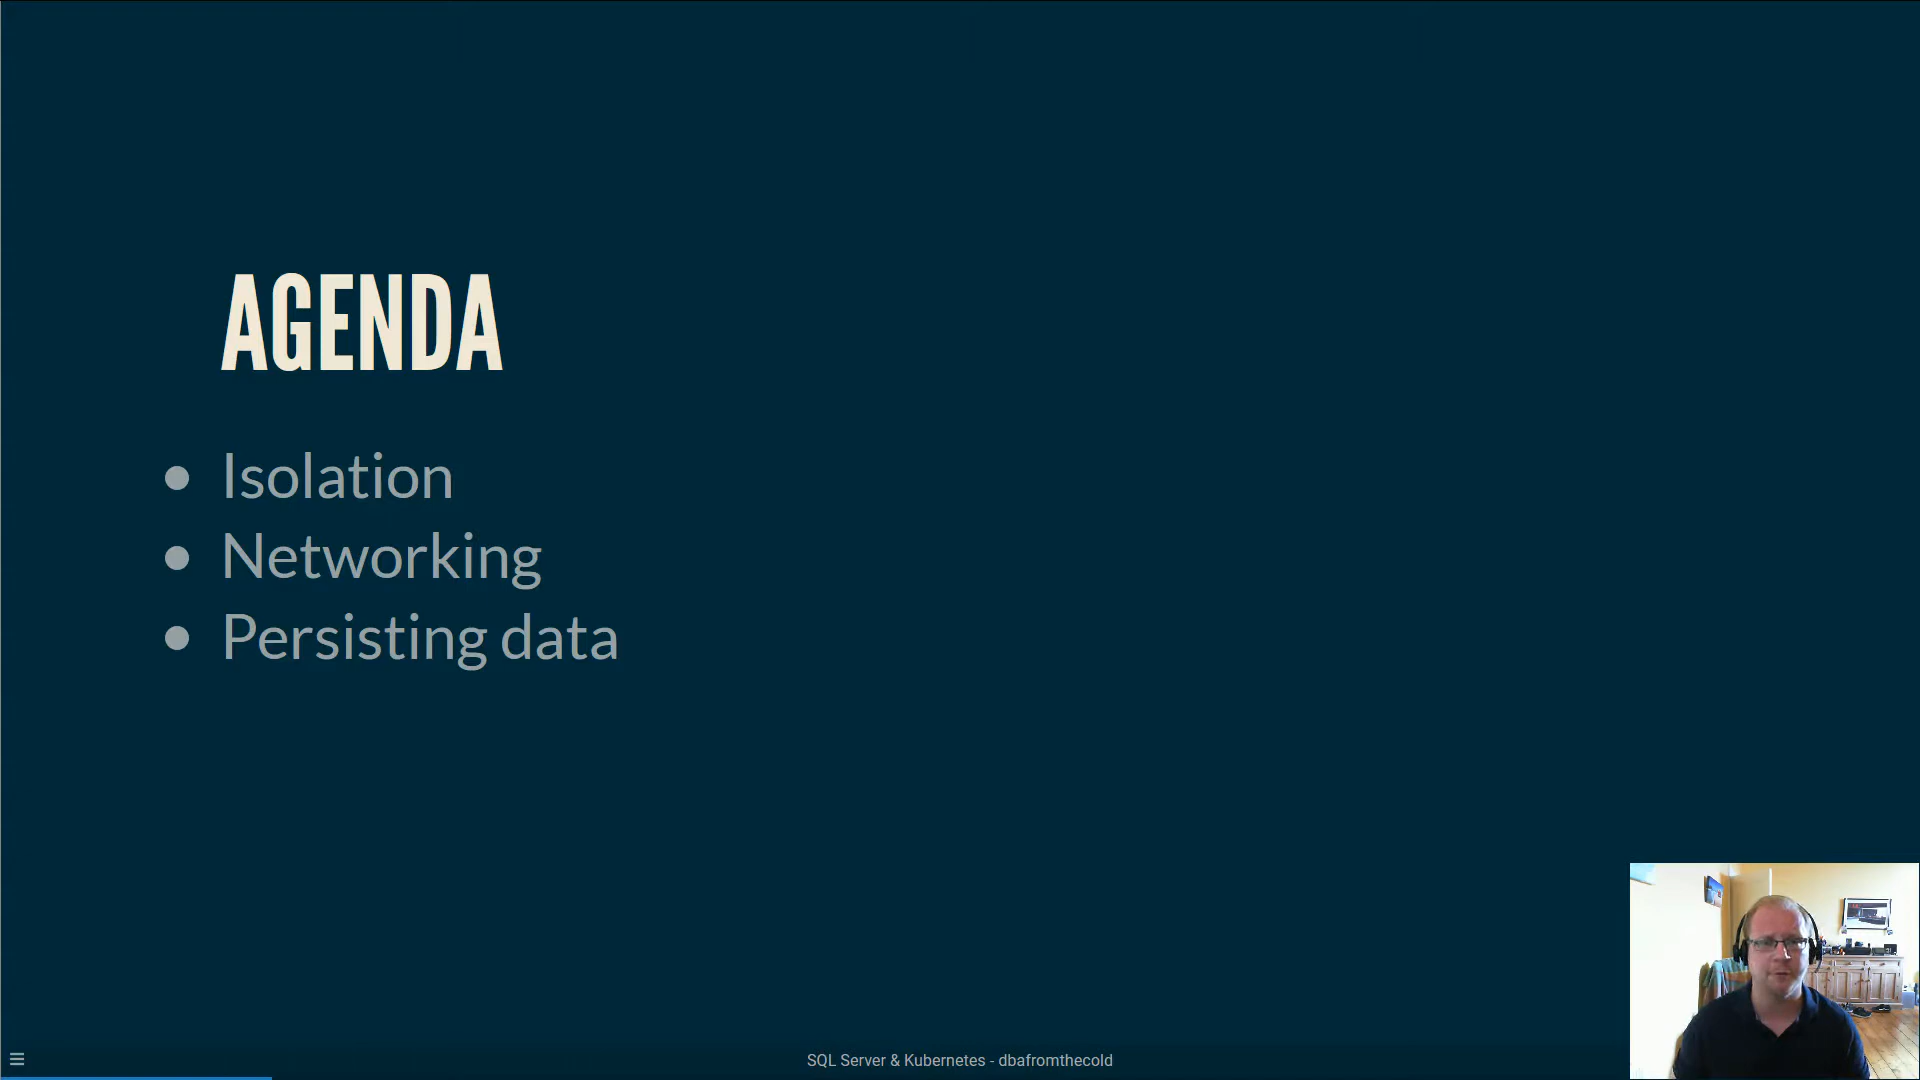 AGENDA
Isolation
Networking
Persisting data
SQL Server & Kubernetes - dbafromthecold